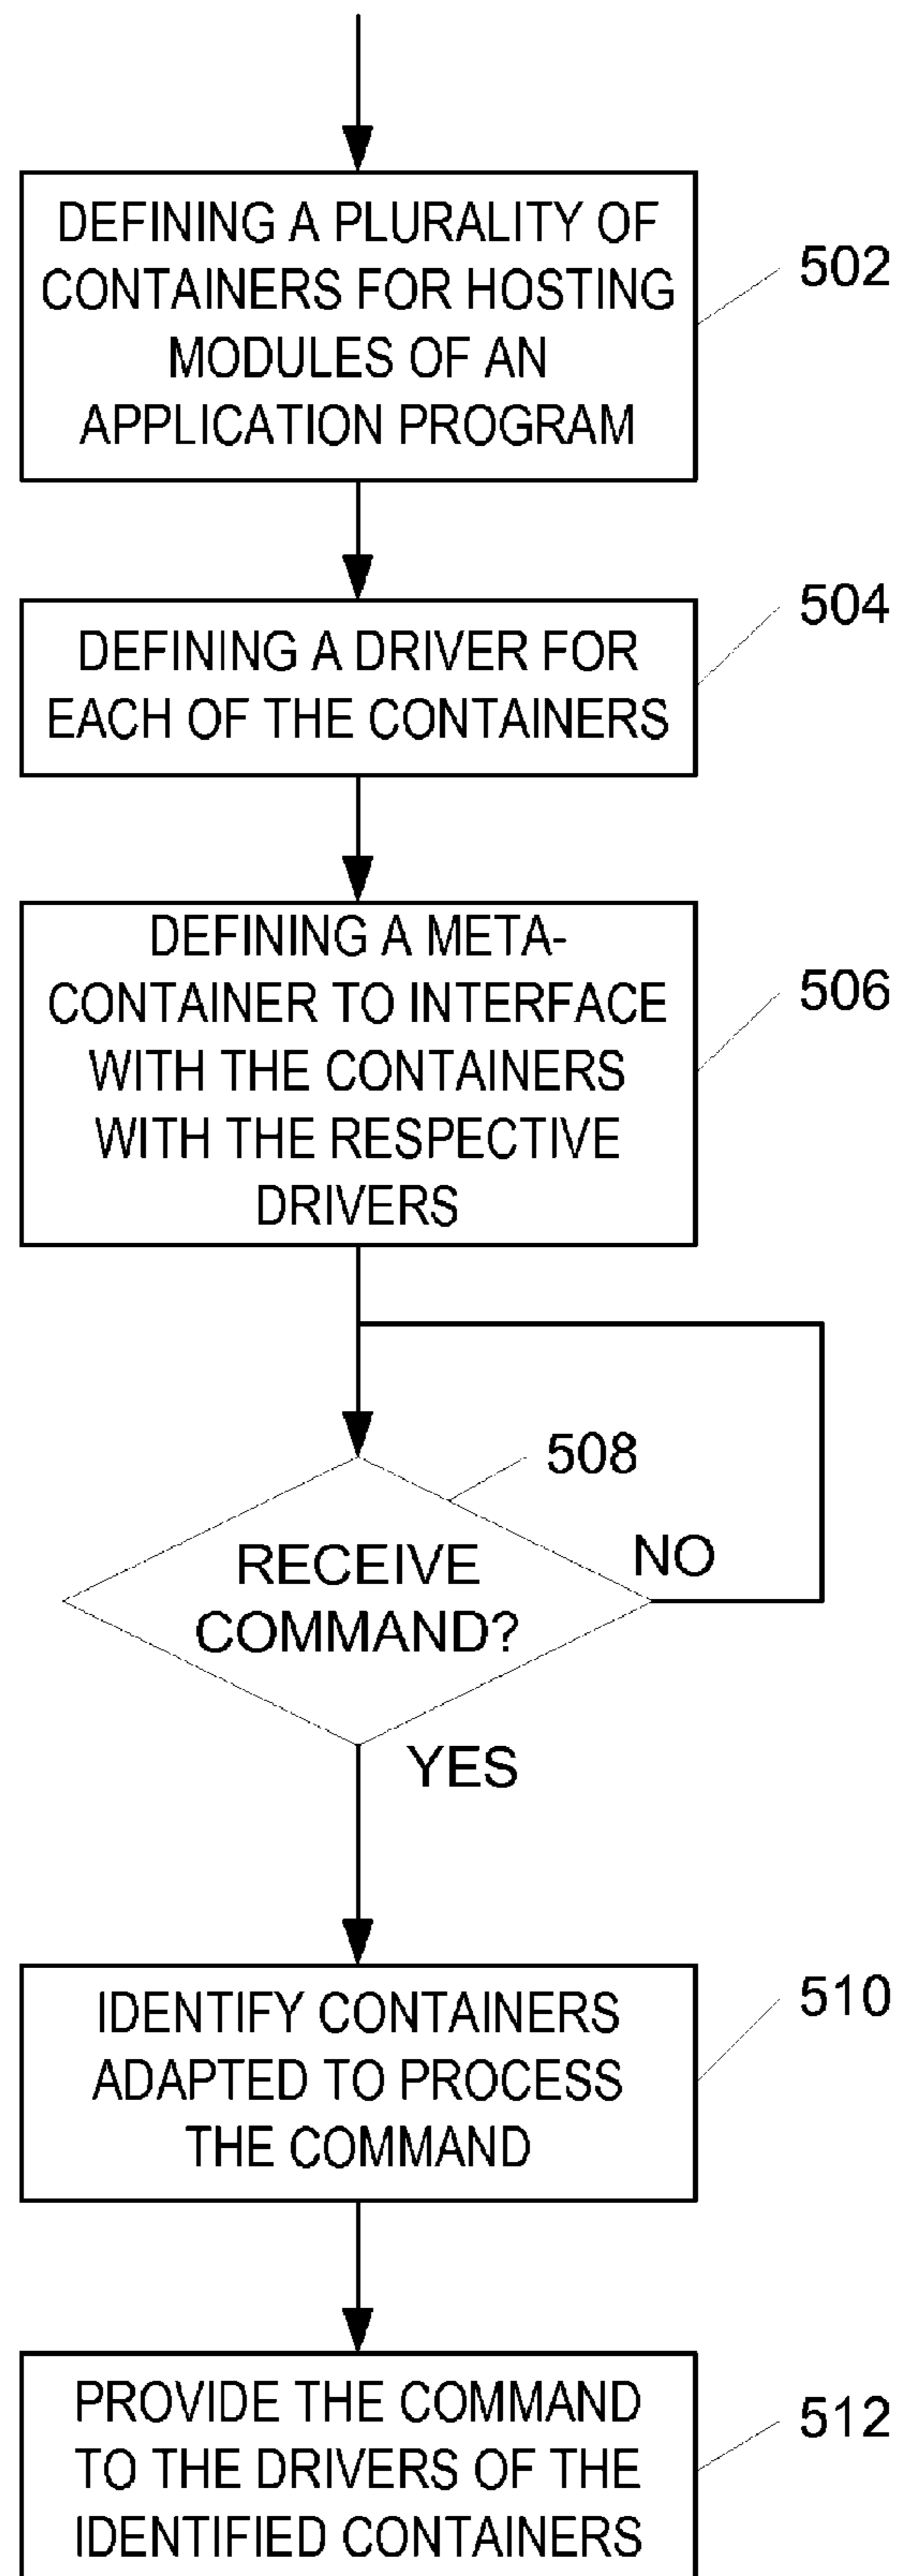 DEFINING A PLURALITY OF
CONTAINERS FOR HOSTING
MODULES OF AN
APPLICATION PROGRAM
502
DEFINING A DRIVER FOR
EACH OF THE CONTAINERS
504
DEFINING A META-
CONTAINER TO INTERFACE
WITH THE CONTAINERS
WITH THE RESPECTIVE
DRIVERS
506
508
RECEIVE
COMMAND?
NO
YES
IDENTIFY CONTAINERS
ADAPTED TO PROCESS
THE COMMAND
510
PROVIDE THE COMMAND
TO THE DRIVERS OF THE
IDENTIFIED CONTAINERS
512